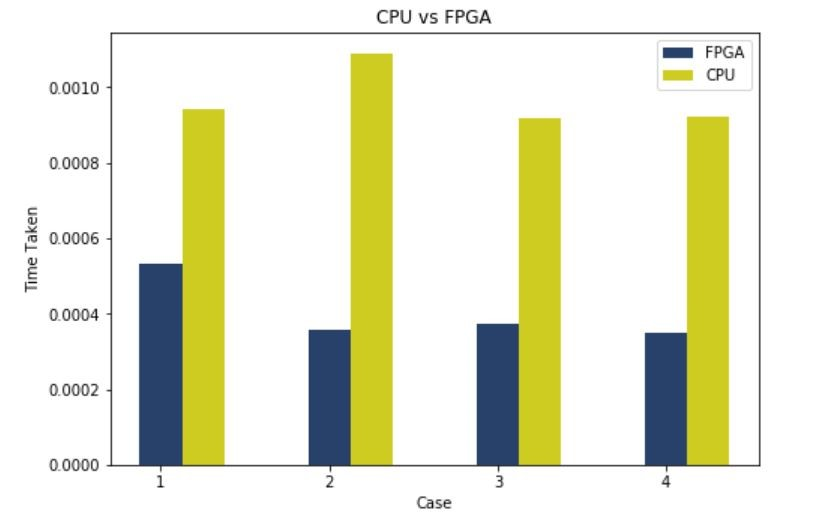 CPU vs FPGA
FPGA
CPU
0.0010
0.0008
0.0006
0.0004
0.0002
0.0000
Time Taken
1 2 3 4
Case